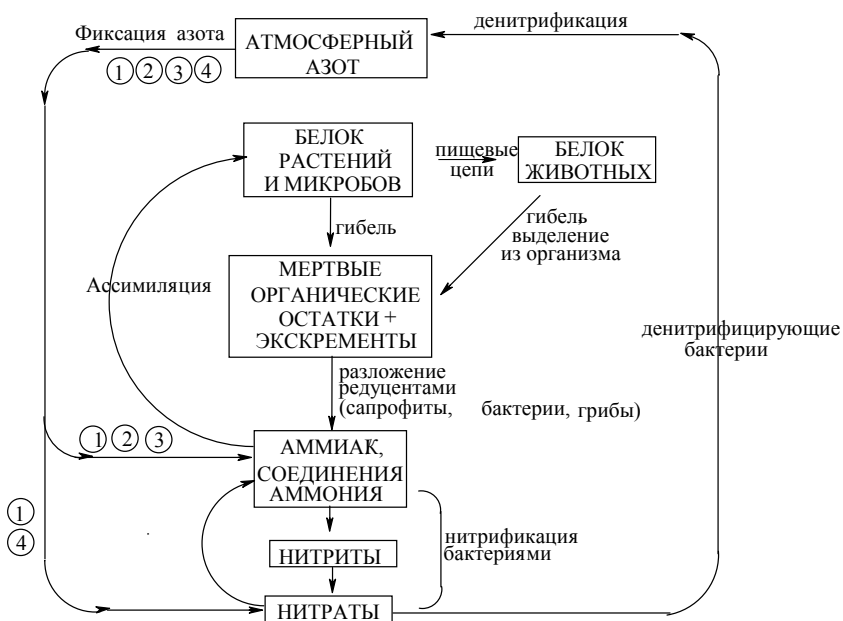 Фиксация азота
1 2 3 4
АТМОСФЕРНЫЙ
АЗОТ
денитрификация
БЕЛОК
РАСТЕНИЙ
И МИКРОБОВ
пищевые
цепи
БЕЛОК
ЖИВОТНЫХ
гибель
гибель
выделение
из организма
Ассимиляция
МЕРТВЫЕ
ОРГАНИЧЕСКИЕ
ОСТАТКИ +
ЭКСКРЕМЕНТЫ
денитрифицирующие
бактерии
разложение
редуцентами
(сапрофиты, бактерии, грибы)
1 2 3
АММИАК,
СОЕДИНЕНИЯ
АММОНИЯ
1
4
нитрификация
бактериями
НИТРИТЫ
НИТРАТЫ